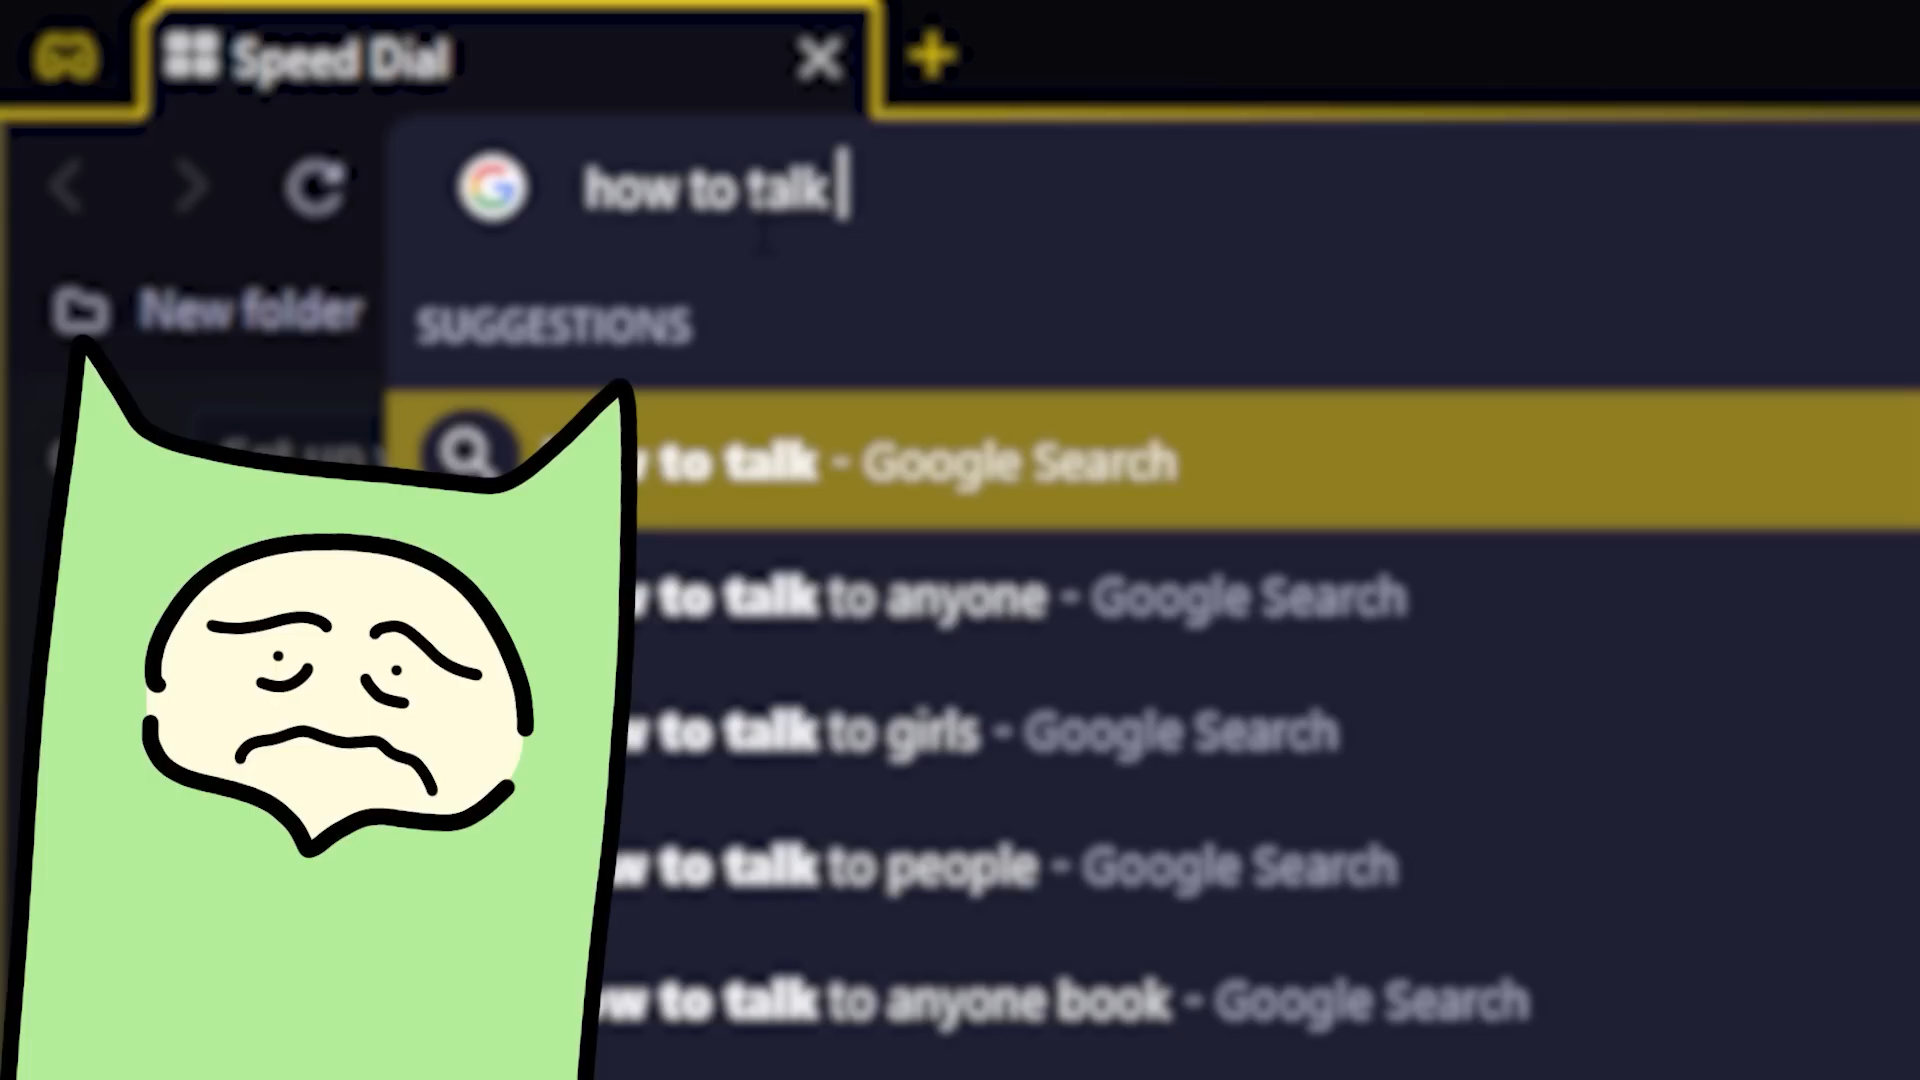 Speed Dial
how to talk
New folder
SUGGESTIONS
to talk - Google Search
to talk to anyone - Google Search
to talk to girls - Google Search
to talk to people - Google Search
to talk to anyone book - Google Search